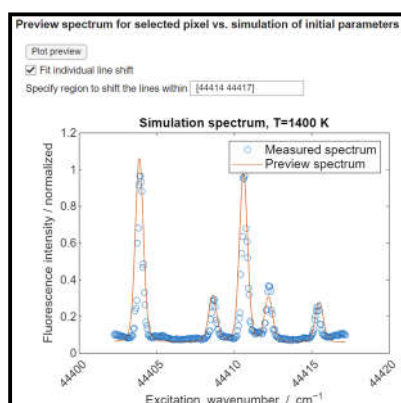 Preview spectrum for selected pixel vs. simulation of initial parameters
Plot preview
Fit individual line shift
Specify region to shift the lines within [44414 44417]
Simulation spectrum, T=1400 K
Measured spectrum
Preview spectrum
Fluorescence intensity / normalized
1.2
1
0.8
0.6
0.4
0.2
0
44400
44405
44410
44415
44420
Excitation wavenumber / cm⁻¹